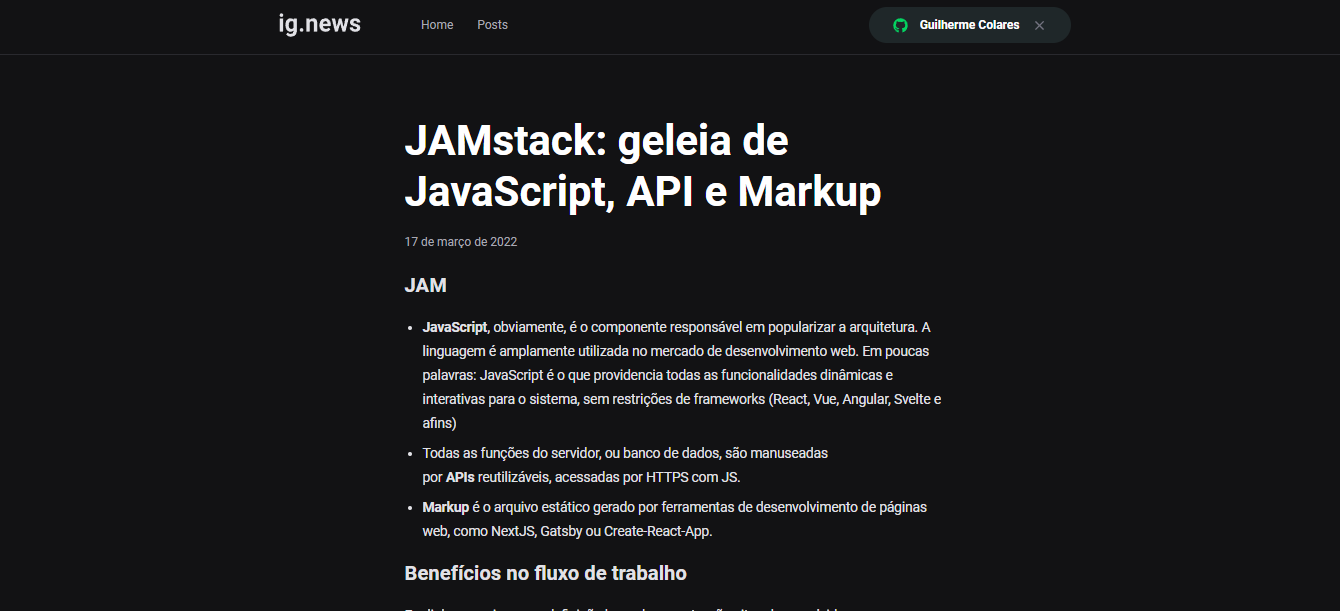 ig.news
Home
Posts
Guilherme Colares
JAMstack: geleia de
JavaScript, API e Markup
17 de março de 2022
JAM
JavaScript, obviamente, é o componente responsável em popularizar a arquitetura. A
linguagem é amplamente utilizada no mercado de desenvolvimento web. Em poucas
palavras: JavaScript é o que providencia todas as funcionalidades dinâmicas e
interativas para o sistema, sem restrições de frameworks (React, Vue, Angular, Svelte e
afins)
Todas as funções do servidor, ou banco de dados, são manuseadas
por APIs reutilizáveis, acessadas por HTTPS com JS.
Markup é o arquivo estático gerado por ferramentas de desenvolvimento de páginas
web, como NextJS, Gatsby ou Create-React-App.
Benefícios no fluxo de trabalho